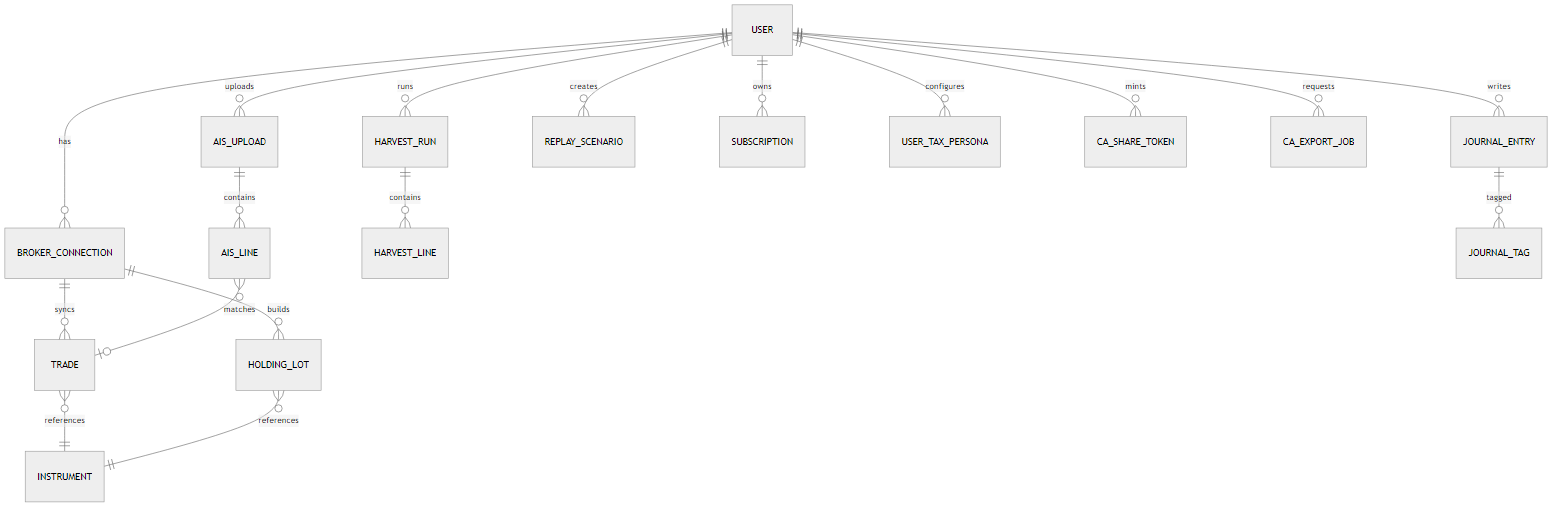 USER
uploads
runs
creates
owns
configures
mints
requests
writes
has
AIS_UPLOAD
HARVEST_RUN
REPLAY_SCENARIO
SUBSCRIPTION
USER_TAX_PERSONA
CA_SHARE_TOKEN
CA_EXPORT_JOB
JOURNAL_ENTRY
contains
contains
tagged
BROKER_CONNECTION
AIS_LINE
HARVEST_LINE
JOURNAL_TAG
syncs
matches
builds
TRADE
HOLDING_LOT
references
references
INSTRUMENT